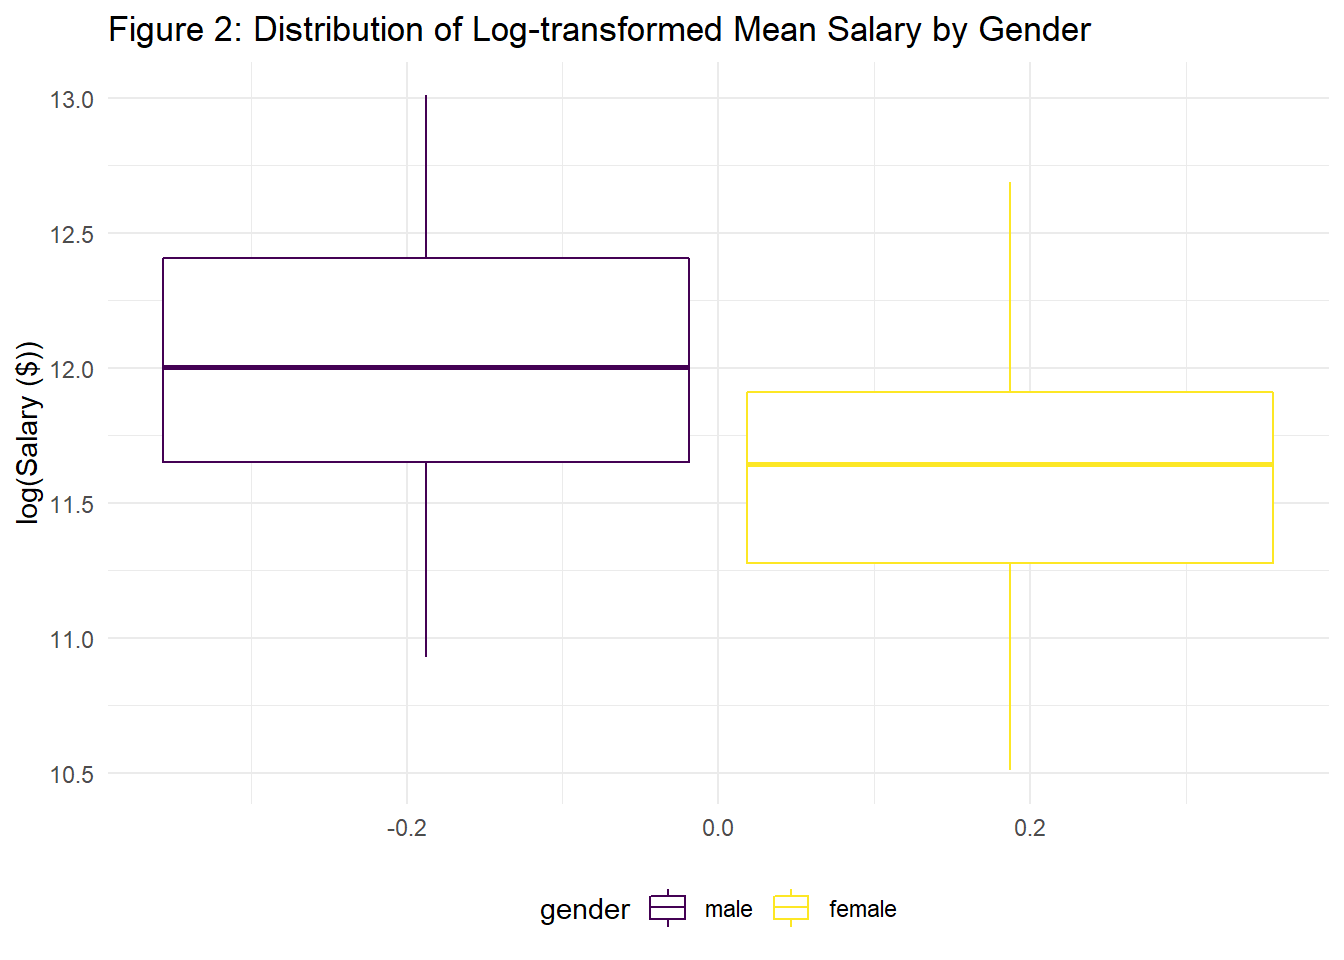 Figure 2: Distribution of Log-transformed Mean Salary by Gender
log(Salary ($))
13.0
12.5
12.0
11.5
11.0
10.5
-0.2 0.0 0.2
gender male female